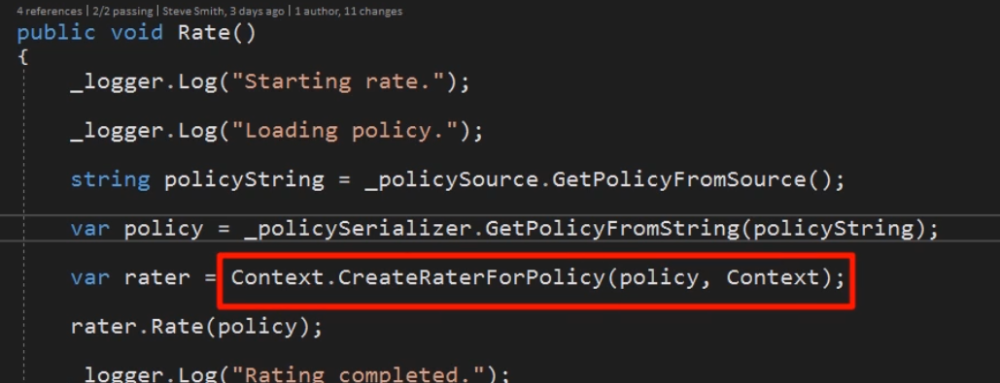 4 references | 2/2 passing | Steve Smith, 3 days ago | 1 author, 11 changes
public void Rate()
{
_logger.Log("Starting rate.");
_logger.Log("Loading policy.");
string policyString = _policySource.GetPolicyFromSource();
var policy = _policySerializer.GetPolicyFromString(policyString);
var rater = Context.CreateRaterForPolicy(policy, Context);
rater.Rate(policy);
_logger.Log("Rating completed.");